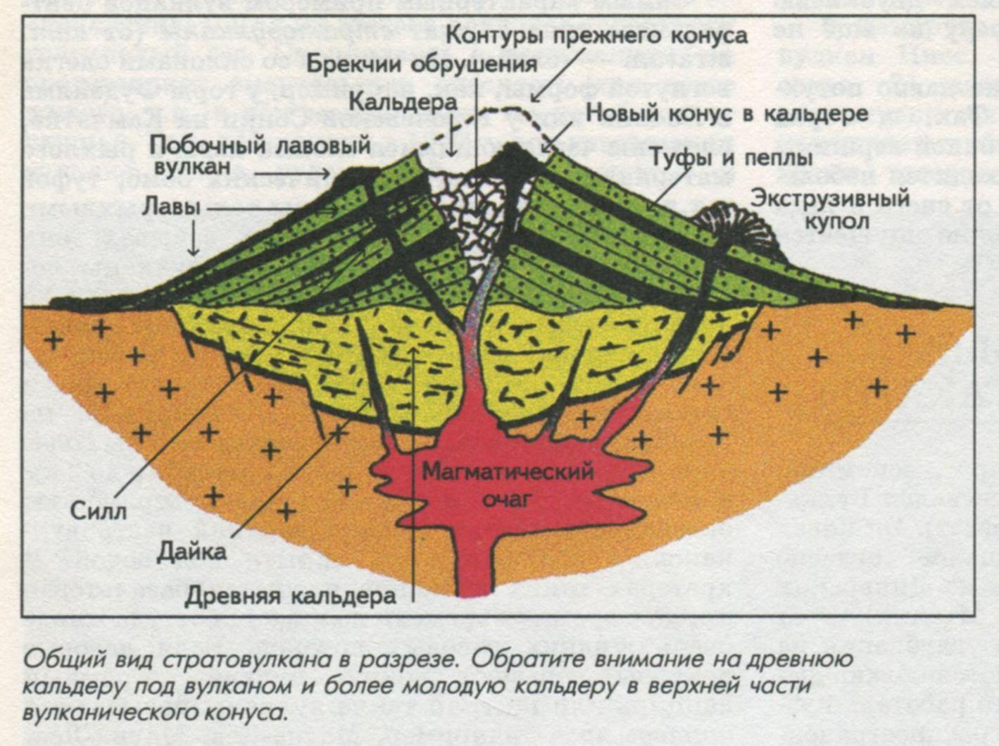 Контуры прежнего конуса
Брекчии обрушения
Кальдера
Новый конус в кальдере
Побочный лавовый
вулкан
Туфы и пеплы
Лавы
Экструзивный
купол
Магматический
очаг
Силл
Дайка
Древняя кальдера
Общий вид стратовулкана в разрезе. Обратите внимание на древнюю
кальдеру под вулканом и более молодую кальдеру в верхней части
вулканического конуса.